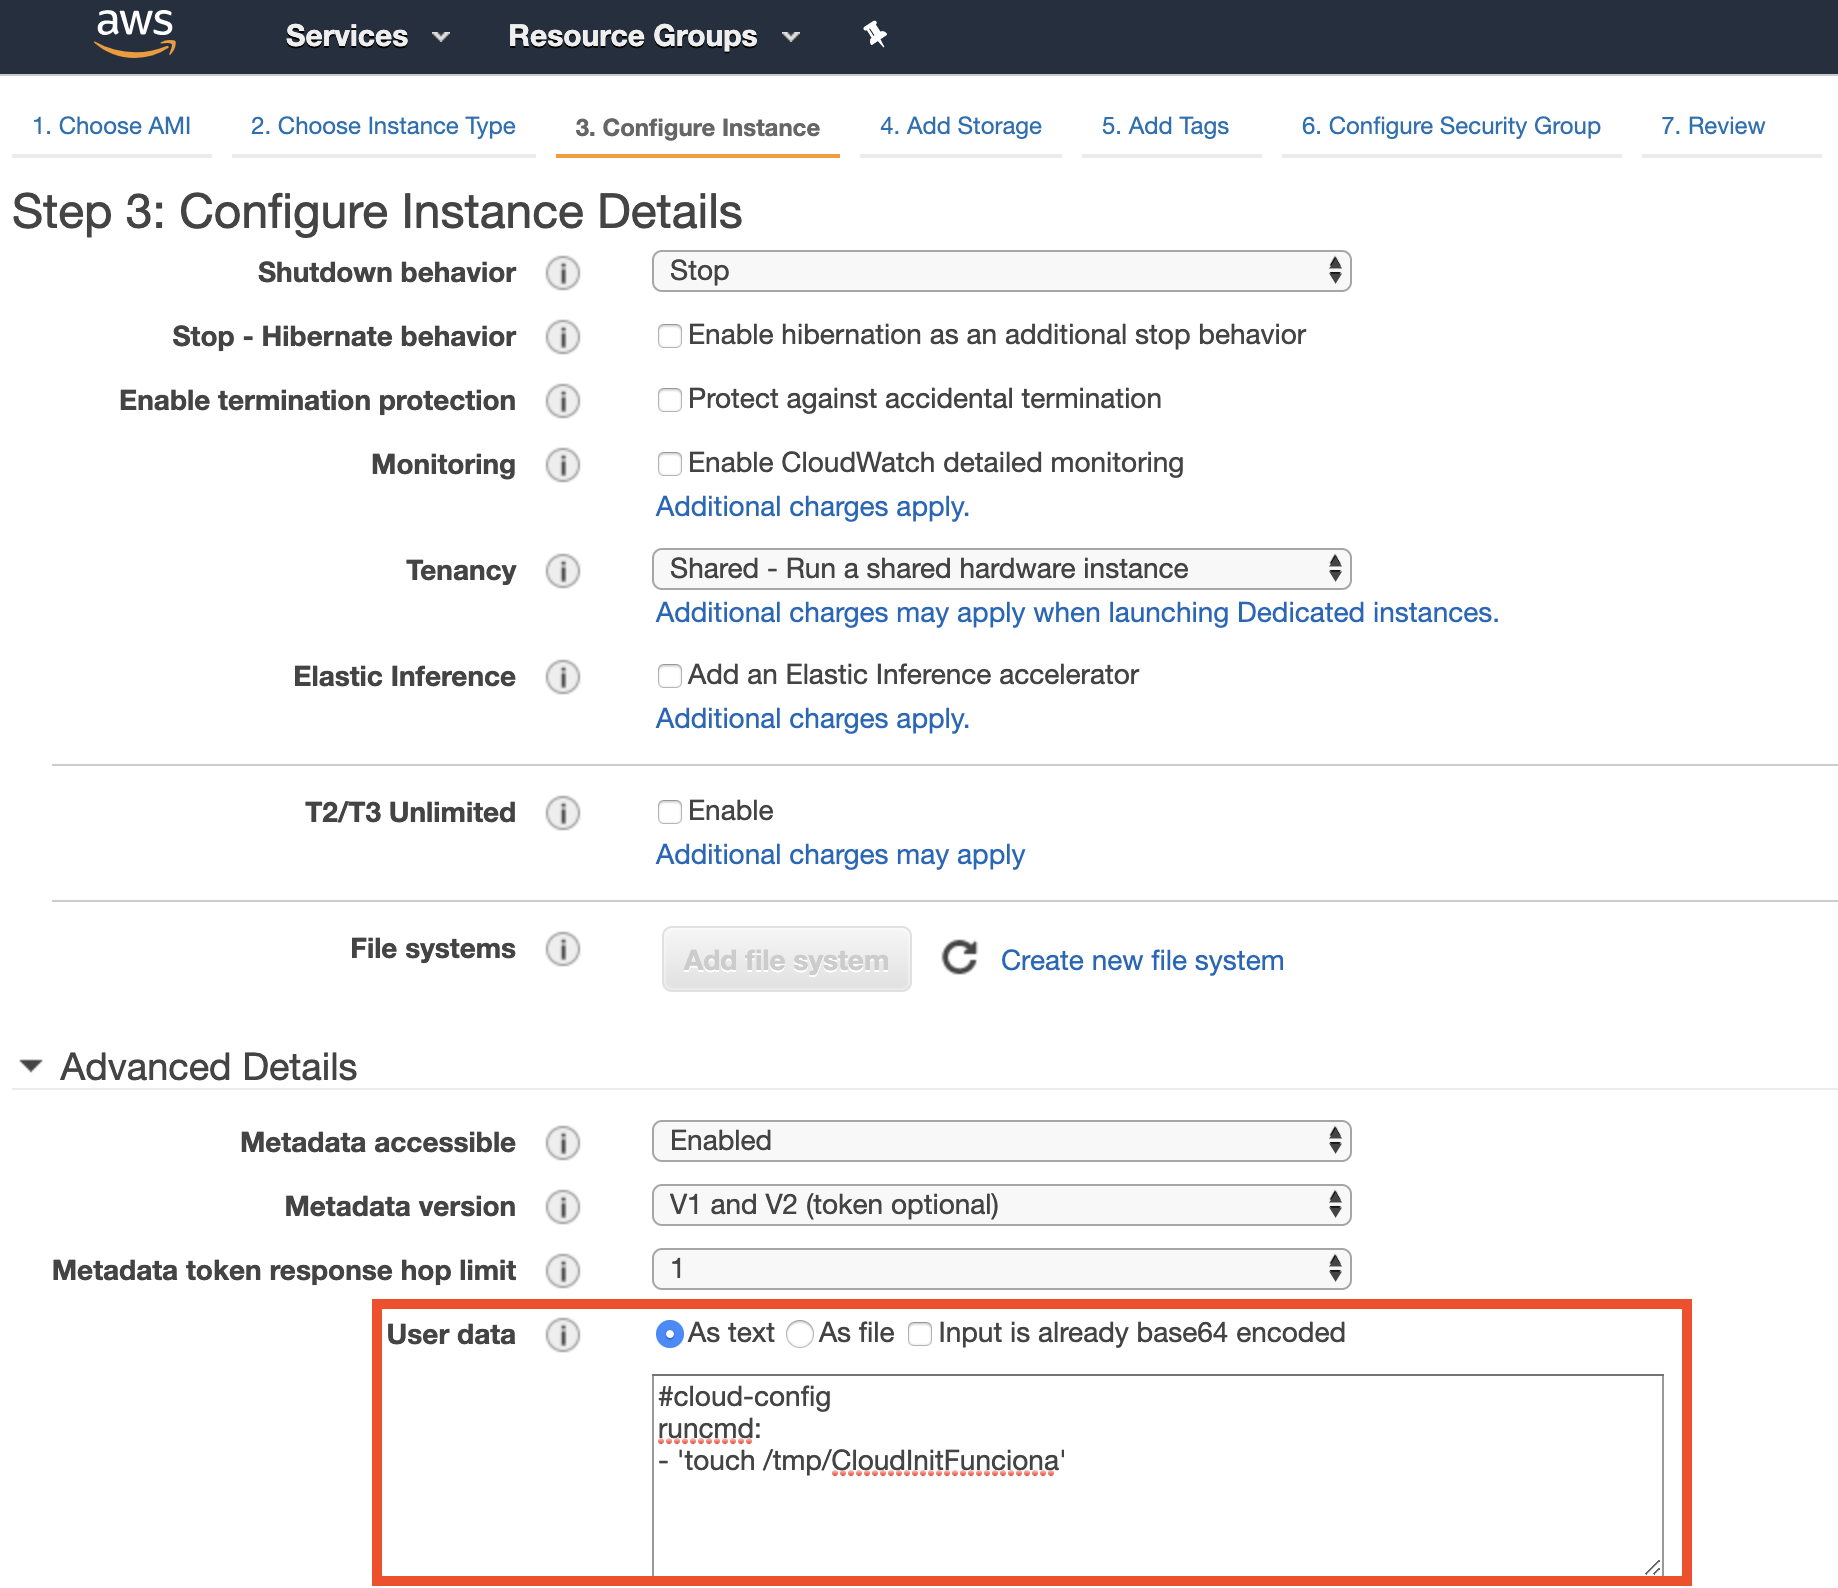 aws
Services Resource Groups
1. Choose AMI 2. Choose Instance Type 3. Configure Instance 4. Add Storage 5. Add Tags 6. Configure Security Group 7. Review
Step 3: Configure Instance Details
Shutdown behavior i Stop
Stop - Hibernate behavior i Enable hibernation as an additional stop behavior
Enable termination protection i Protect against accidental termination
Monitoring i Enable CloudWatch detailed monitoring
Additional charges apply.
Tenancy i Shared - Run a shared hardware instance
Additional charges may apply when launching Dedicated instances.
Elastic Inference i Add an Elastic Inference accelerator
Additional charges apply.
T2/T3 Unlimited i Enable
Additional charges may apply
File systems i Add file system Create new file system
Advanced Details
Metadata accessible i Enabled
Metadata version i V1 and V2 (token optional)
Metadata token response hop limit i 1
User data i As text As file Input is already base64 encoded
#cloud-config
runcmd:
- 'touch /tmp/CloudInitFunciona'